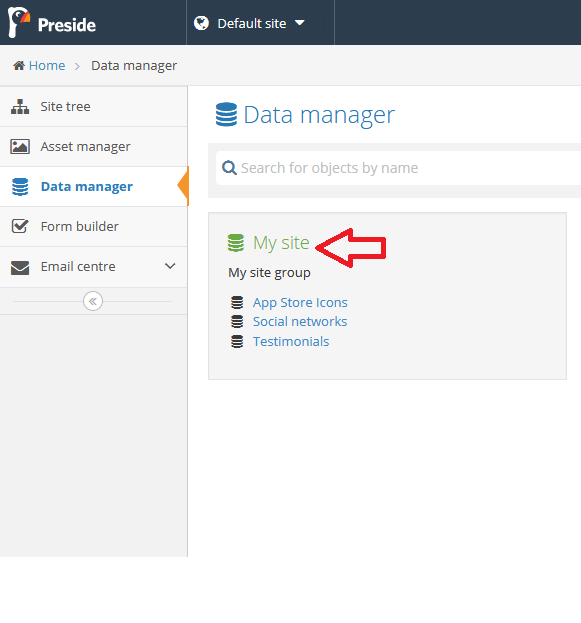 Preside
Default site
Home > Data manager
Site tree
Asset manager
Data manager
Form builder
Email centre
Data manager
Search for objects by name
My site
My site group
App Store Icons
Social networks
Testimonials